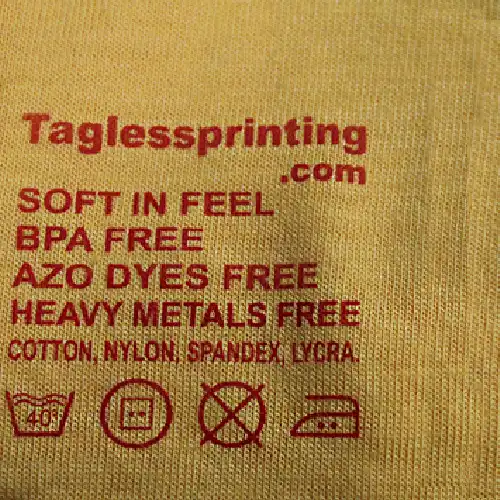 Taglessprinting
.com
SOFT IN FEEL
BPA FREE
AZO DYES FREE
HEAVY METALS FREE
COTTON, NYLON, SPANDEX, LYCRA.
40°